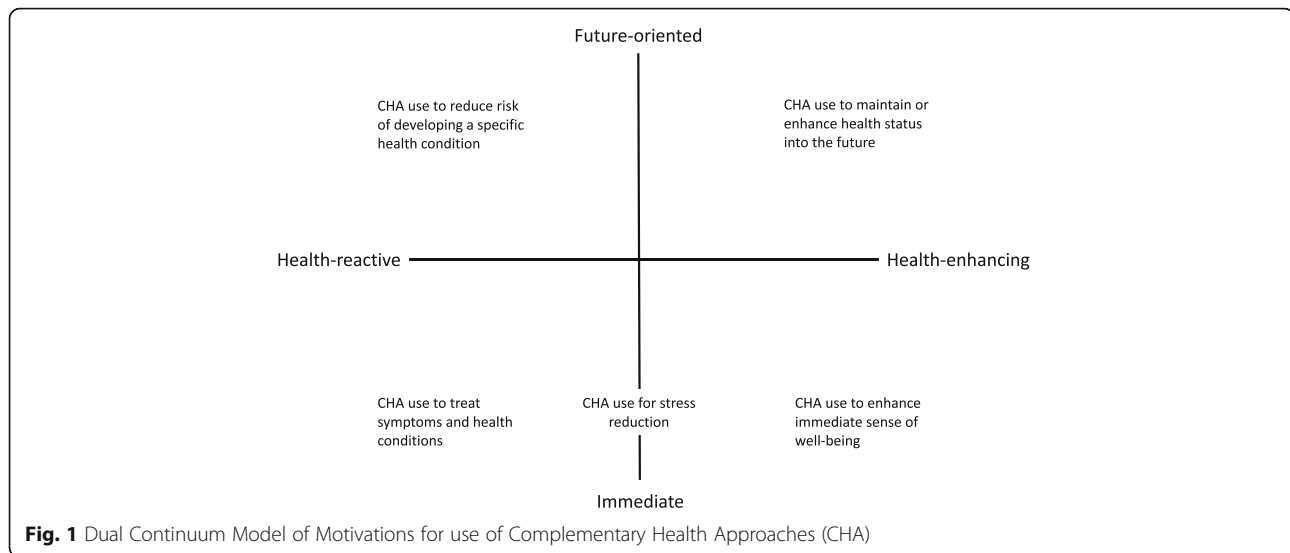 Future-oriented
CHA use to reduce risk
of developing a specific
health condition
CHA use to maintain or
enhance health status
into the future
Health-reactive
Health-enhancing
CHA use to treat
symptoms and health
conditions
CHA use for stress
reduction
CHA use to enhance
immediate sense of
well-being
Immediate
Fig. 1 Dual Continuum Model of Motivations for use of Complementary Health Approaches (CHA)